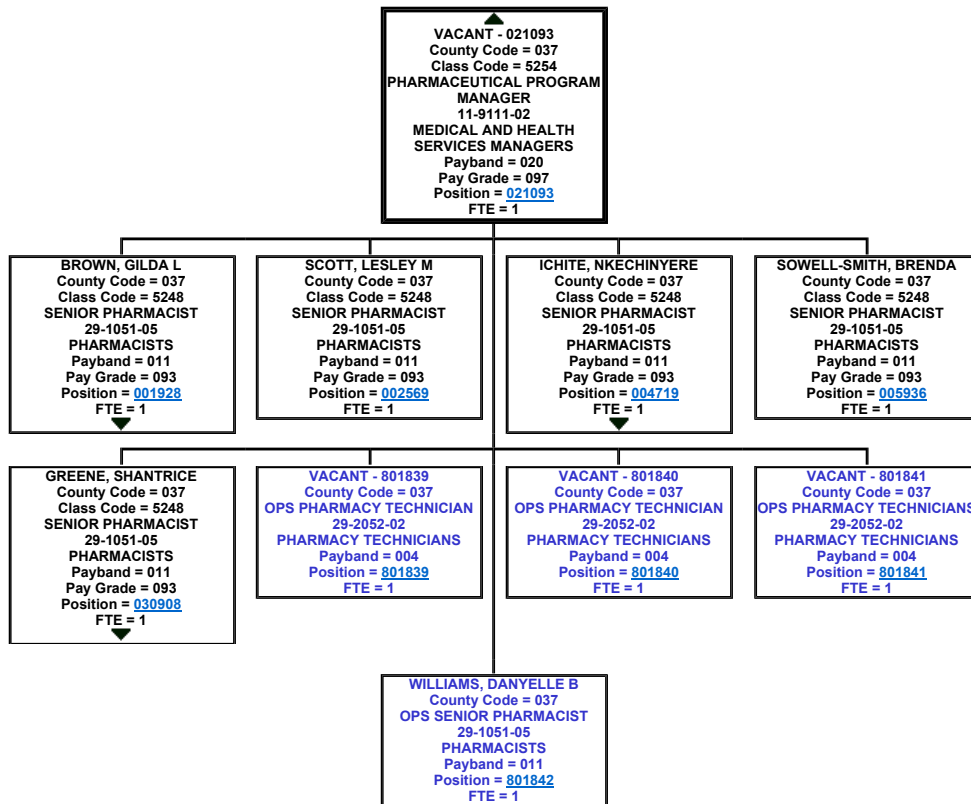 VACANT - 021093
County Code = 037
Class Code = 5254
PHARMACEUTICAL PROGRAM
MANAGER
11-9111-02
MEDICAL AND HEALTH
SERVICES MANAGERS
Payband = 020
Pay Grade = 097
Position = 021093
FTE = 1
BROWN, GILDA L
County Code = 037
Class Code = 5248
SENIOR PHARMACIST
29-1051-05
PHARMACISTS
Payband = 011
Pay Grade = 093
Position = 001928
FTE = 1
SCOTT, LESLEY M
County Code = 037
Class Code = 5248
SENIOR PHARMACIST
29-1051-05
PHARMACISTS
Payband = 011
Pay Grade = 093
Position = 002569
FTE = 1
ICHITE, NKECHINYERE
County Code = 037
Class Code = 5248
SENIOR PHARMACIST
29-1051-05
PHARMACISTS
Payband = 011
Pay Grade = 093
Position = 004719
FTE = 1
SOWELL-SMITH, BRENDA
County Code = 037
Class Code = 5248
SENIOR PHARMACIST
29-1051-05
PHARMACISTS
Payband = 011
Pay Grade = 093
Position = 005936
FTE = 1
GREENE, SHANTRICE
County Code = 037
Class Code = 5248
SENIOR PHARMACIST
29-1051-05
PHARMACISTS
Payband = 011
Pay Grade = 093
Position = 030908
FTE = 1
VACANT - 801839
County Code = 037
OPS PHARMACY TECHNICIAN
29-2052-02
PHARMACY TECHNICIANS
Payband = 004
Position = 801839
FTE = 1
VACANT - 801840
County Code = 037
OPS PHARMACY TECHNICIAN
29-2052-02
PHARMACY TECHNICIANS
Payband = 004
Position = 801840
FTE = 1
VACANT - 801841
County Code = 037
OPS PHARMACY TECHNICIANS
29-2052-02
PHARMACY TECHNICIANS
Payband = 004
Position = 801841
FTE = 1
WILLIAMS, DANYELLE B
County Code = 037
OPS SENIOR PHARMACIST
29-1051-05
PHARMACISTS
Payband = 011
Position = 801842
FTE = 1